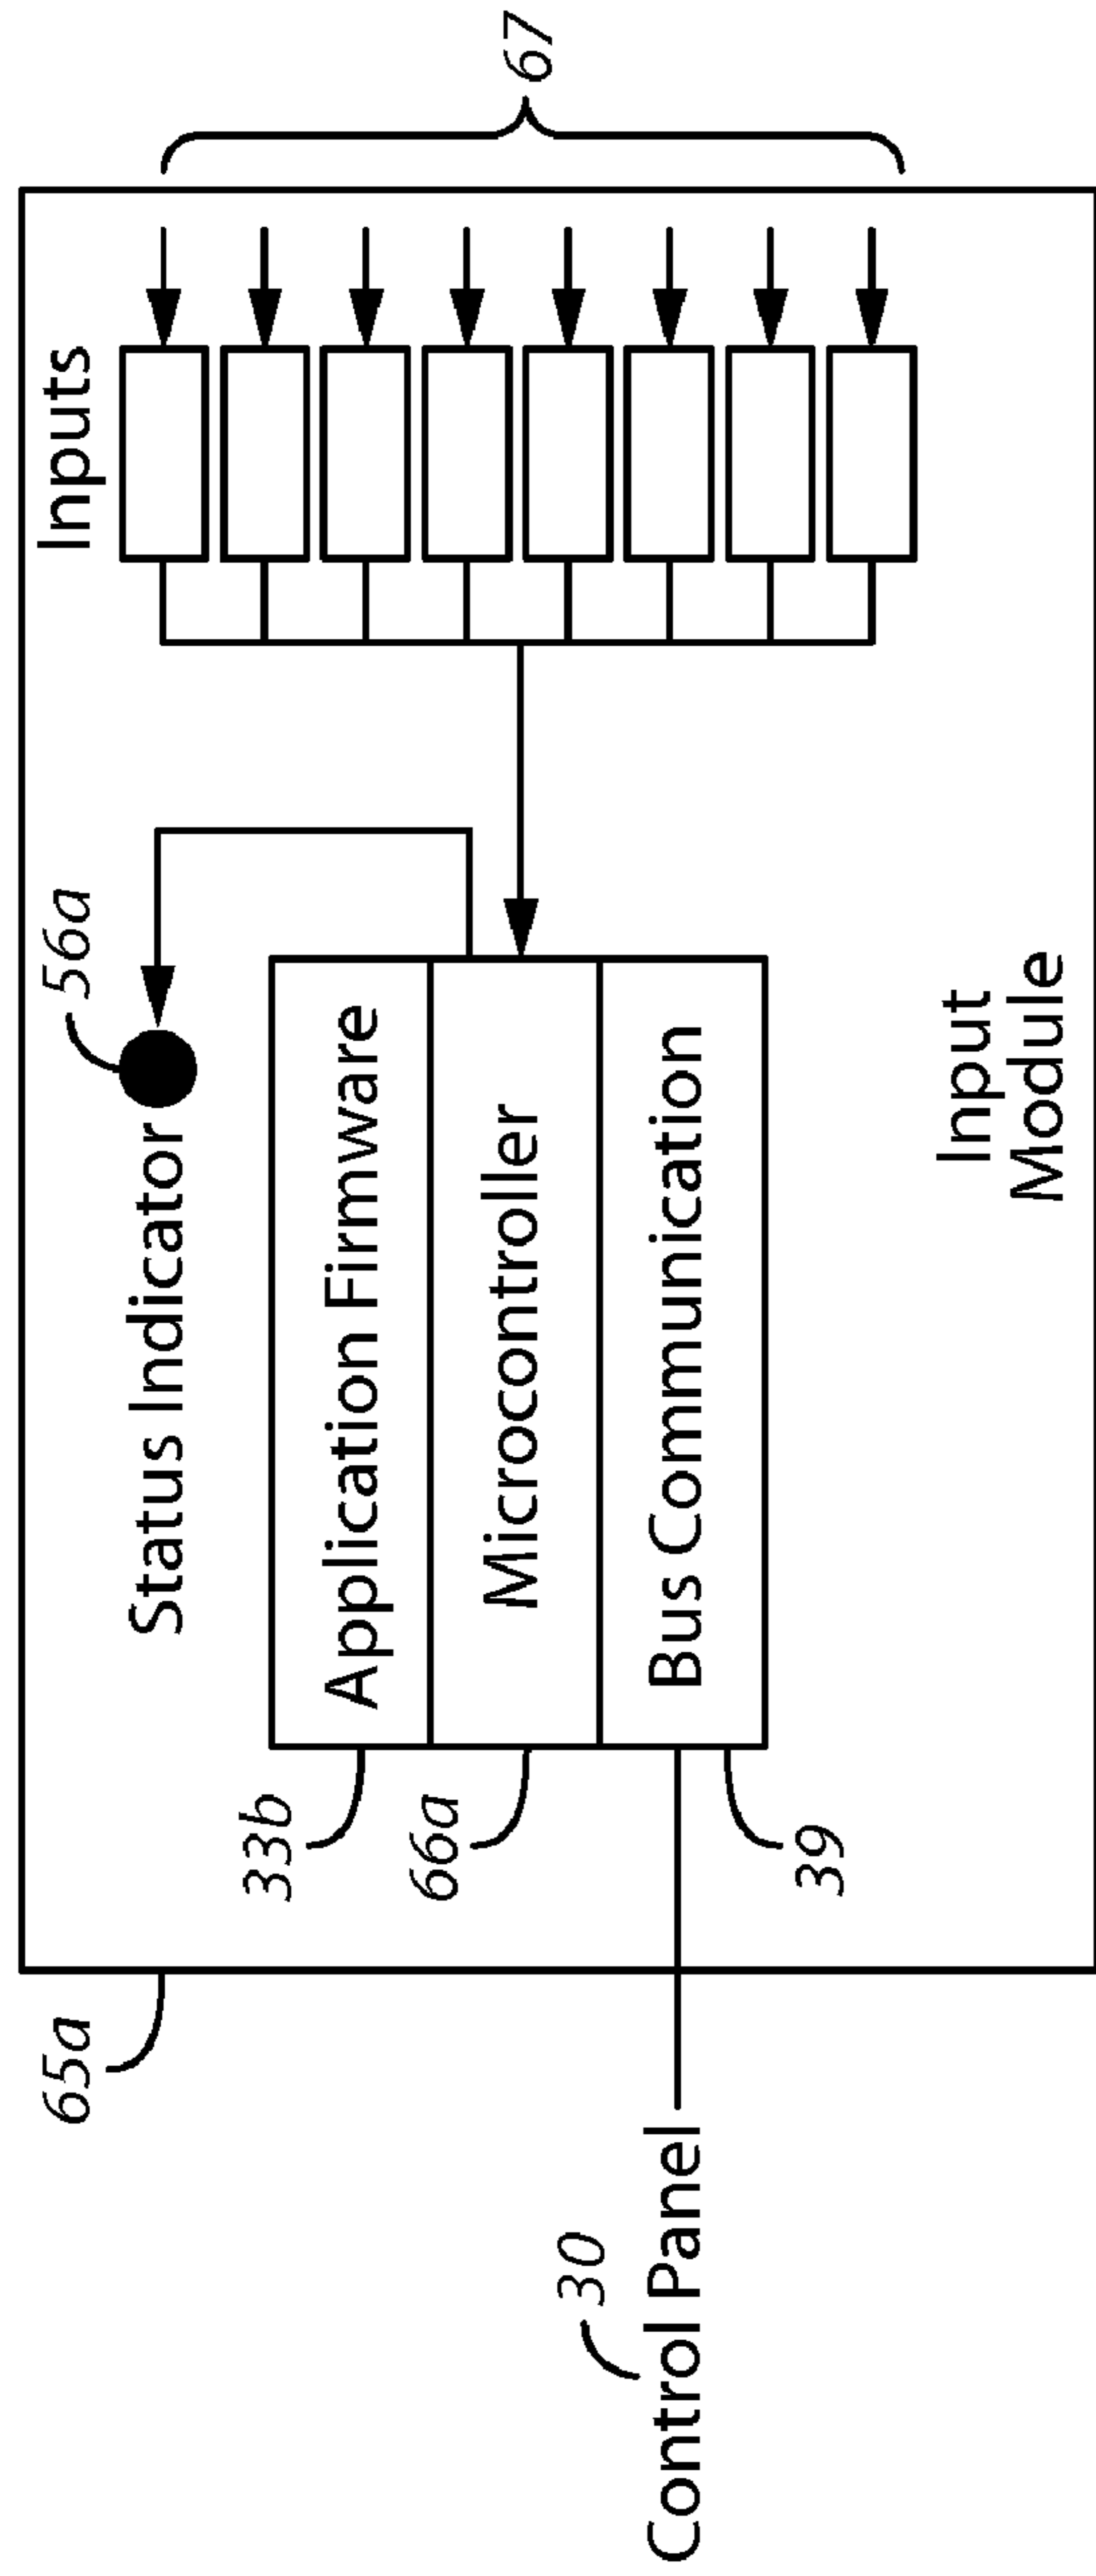 65a
Status Indicator
56a
Inputs
33b
Application Firmware
66a
Microcontroller
67
30
Control Panel
Bus Communication
39
Input
Module